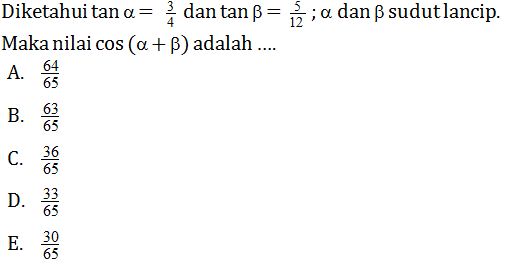 Diketahui tan α = 3/4 dan tan β = 5/12 ; α dan β sudut lancip.
Maka nilai cos (α + β) adalah ....
A. 64/65
B. 63/65
C. 36/65
D. 33/65
E. 30/65